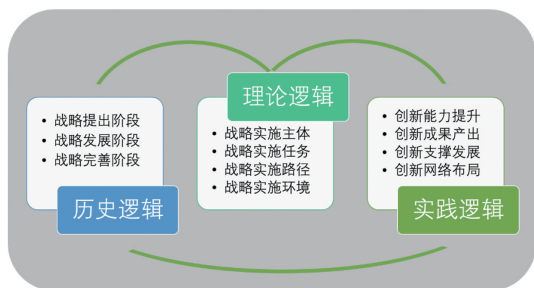 • 战略提出阶段
• 战略发展阶段
• 战略完善阶段
历史逻辑
理论逻辑
• 战略实施主体
• 战略实施任务
• 战略实施路径
• 战略实施环境
• 创新能力提升
• 创新成果产出
• 创新支撑发展
• 创新网络布局
实践逻辑